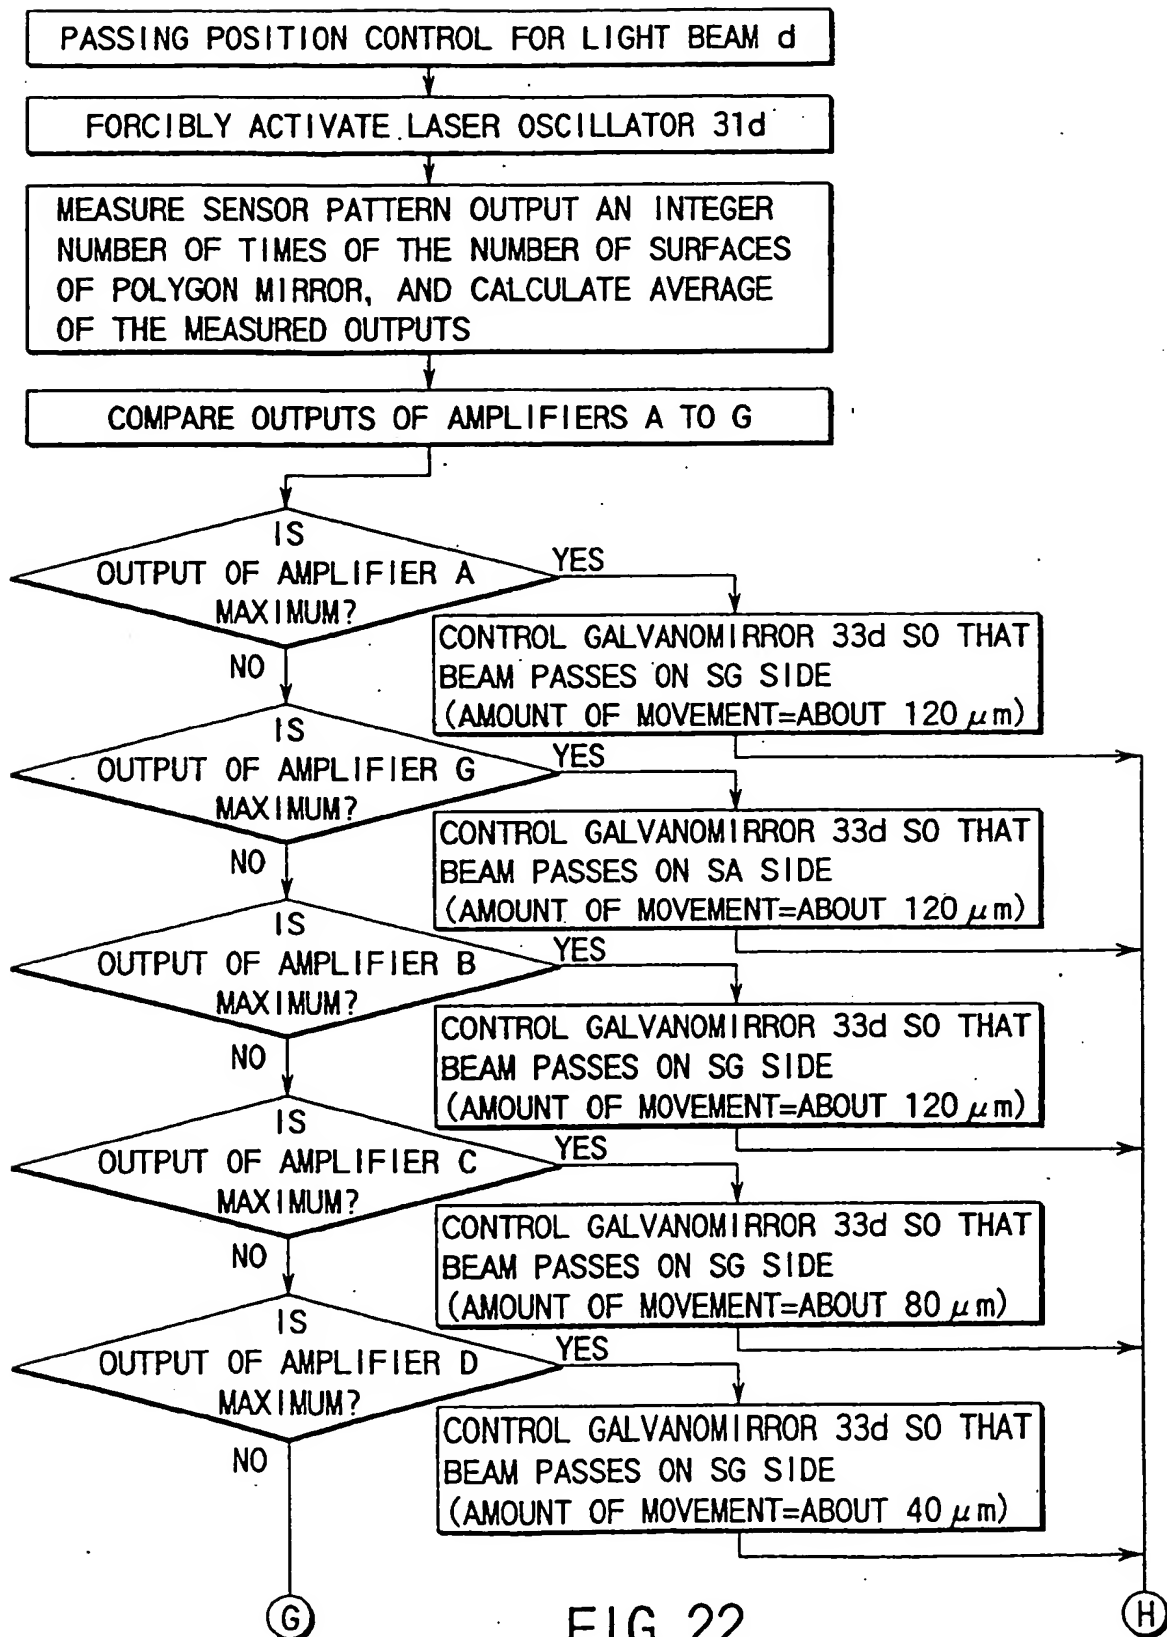 PASSING POSITION CONTROL FOR LIGHT BEAM d
FORCIBLY ACTIVATE LASER OSCILLATOR 31d
MEASURE SENSOR PATTERN OUTPUT AN INTEGER
NUMBER OF TIMES OF THE NUMBER OF SURFACES
OF POLYGON MIRROR, AND CALCULATE AVERAGE
OF THE MEASURED OUTPUTS
COMPARE OUTPUTS OF AMPLIFIERS A TO G
IS
OUTPUT OF AMPLIFIER A
MAXIMUM?
YES
NO
CONTROL GALVANOMIRROR 33d SO THAT
BEAM PASSES ON SG SIDE
(AMOUNT OF MOVEMENT=ABOUT 120 μm)
IS
OUTPUT OF AMPLIFIER G
MAXIMUM?
YES
NO
CONTROL GALVANOMIRROR 33d SO THAT
BEAM PASSES ON SA SIDE
(AMOUNT OF MOVEMENT=ABOUT 120 μm)
IS
OUTPUT OF AMPLIFIER B
MAXIMUM?
YES
NO
CONTROL GALVANOMIRROR 33d SO THAT
BEAM PASSES ON SG SIDE
(AMOUNT OF MOVEMENT=ABOUT 120 μm)
IS
OUTPUT OF AMPLIFIER C
MAXIMUM?
YES
NO
CONTROL GALVANOMIRROR 33d SO THAT
BEAM PASSES ON SG SIDE
(AMOUNT OF MOVEMENT=ABOUT 80 μm)
IS
OUTPUT OF AMPLIFIER D
MAXIMUM?
YES
NO
CONTROL GALVANOMIRROR 33d SO THAT
BEAM PASSES ON SG SIDE
(AMOUNT OF MOVEMENT=ABOUT 40 μm)
G
H
FIG. 22